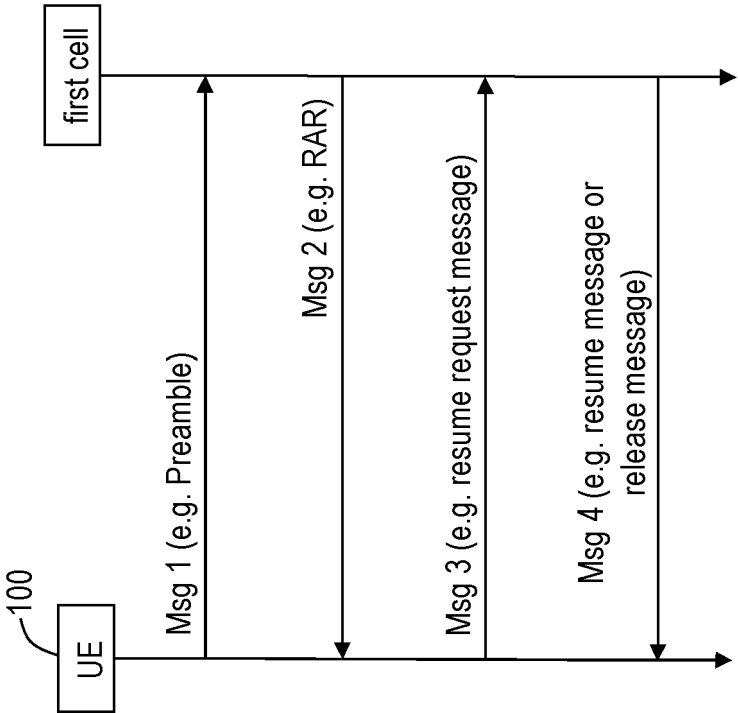 100
UE
first cell
Msg 1 (e.g. Preamble)
Msg 2 (e.g. RAR)
Msg 3 (e.g. resume request message)
Msg 4 (e.g. resume message or
release message)